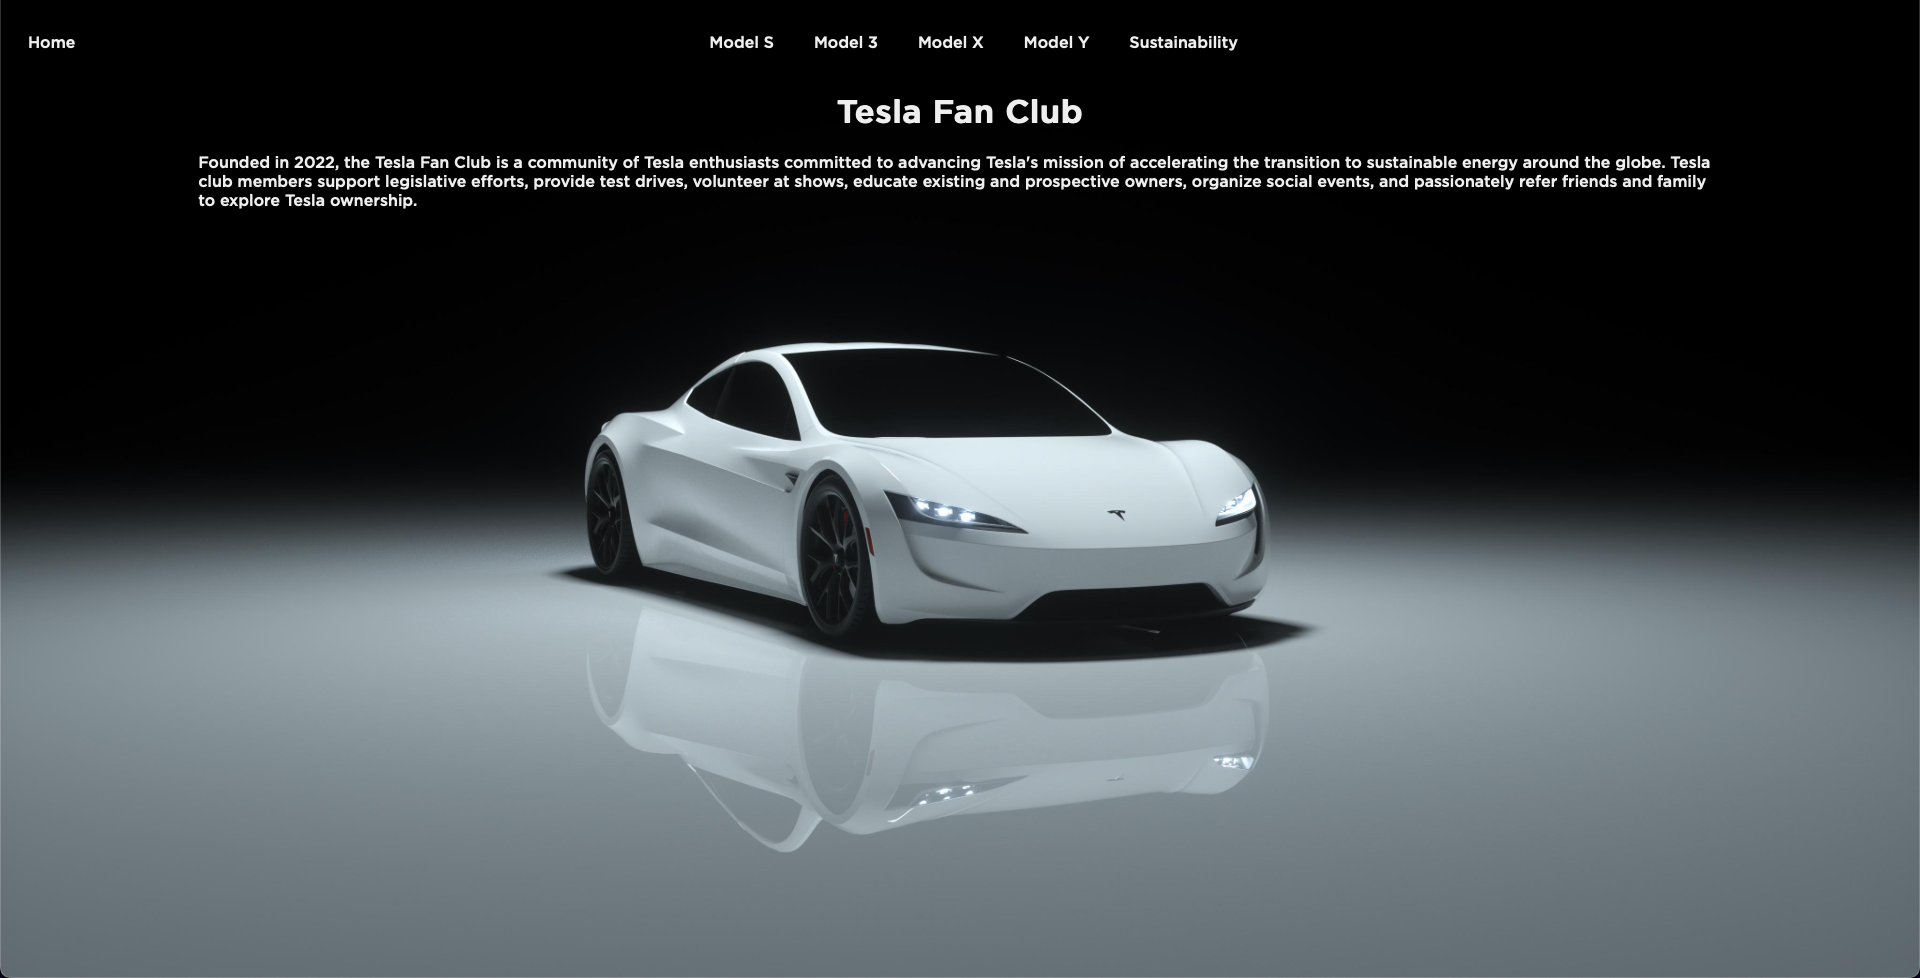 Home Model S Model 3 Model X Model Y Sustainability
Tesla Fan Club
Founded in 2022, the Tesla Fan Club is a community of Tesla enthusiasts committed to advancing Tesla's mission of accelerating the transition to sustainable energy around the globe. Tesla
club members support legislative efforts, provide test drives, volunteer at shows, educate existing and prospective owners, organize social events, and passionately refer friends and family
to explore Tesla ownership.